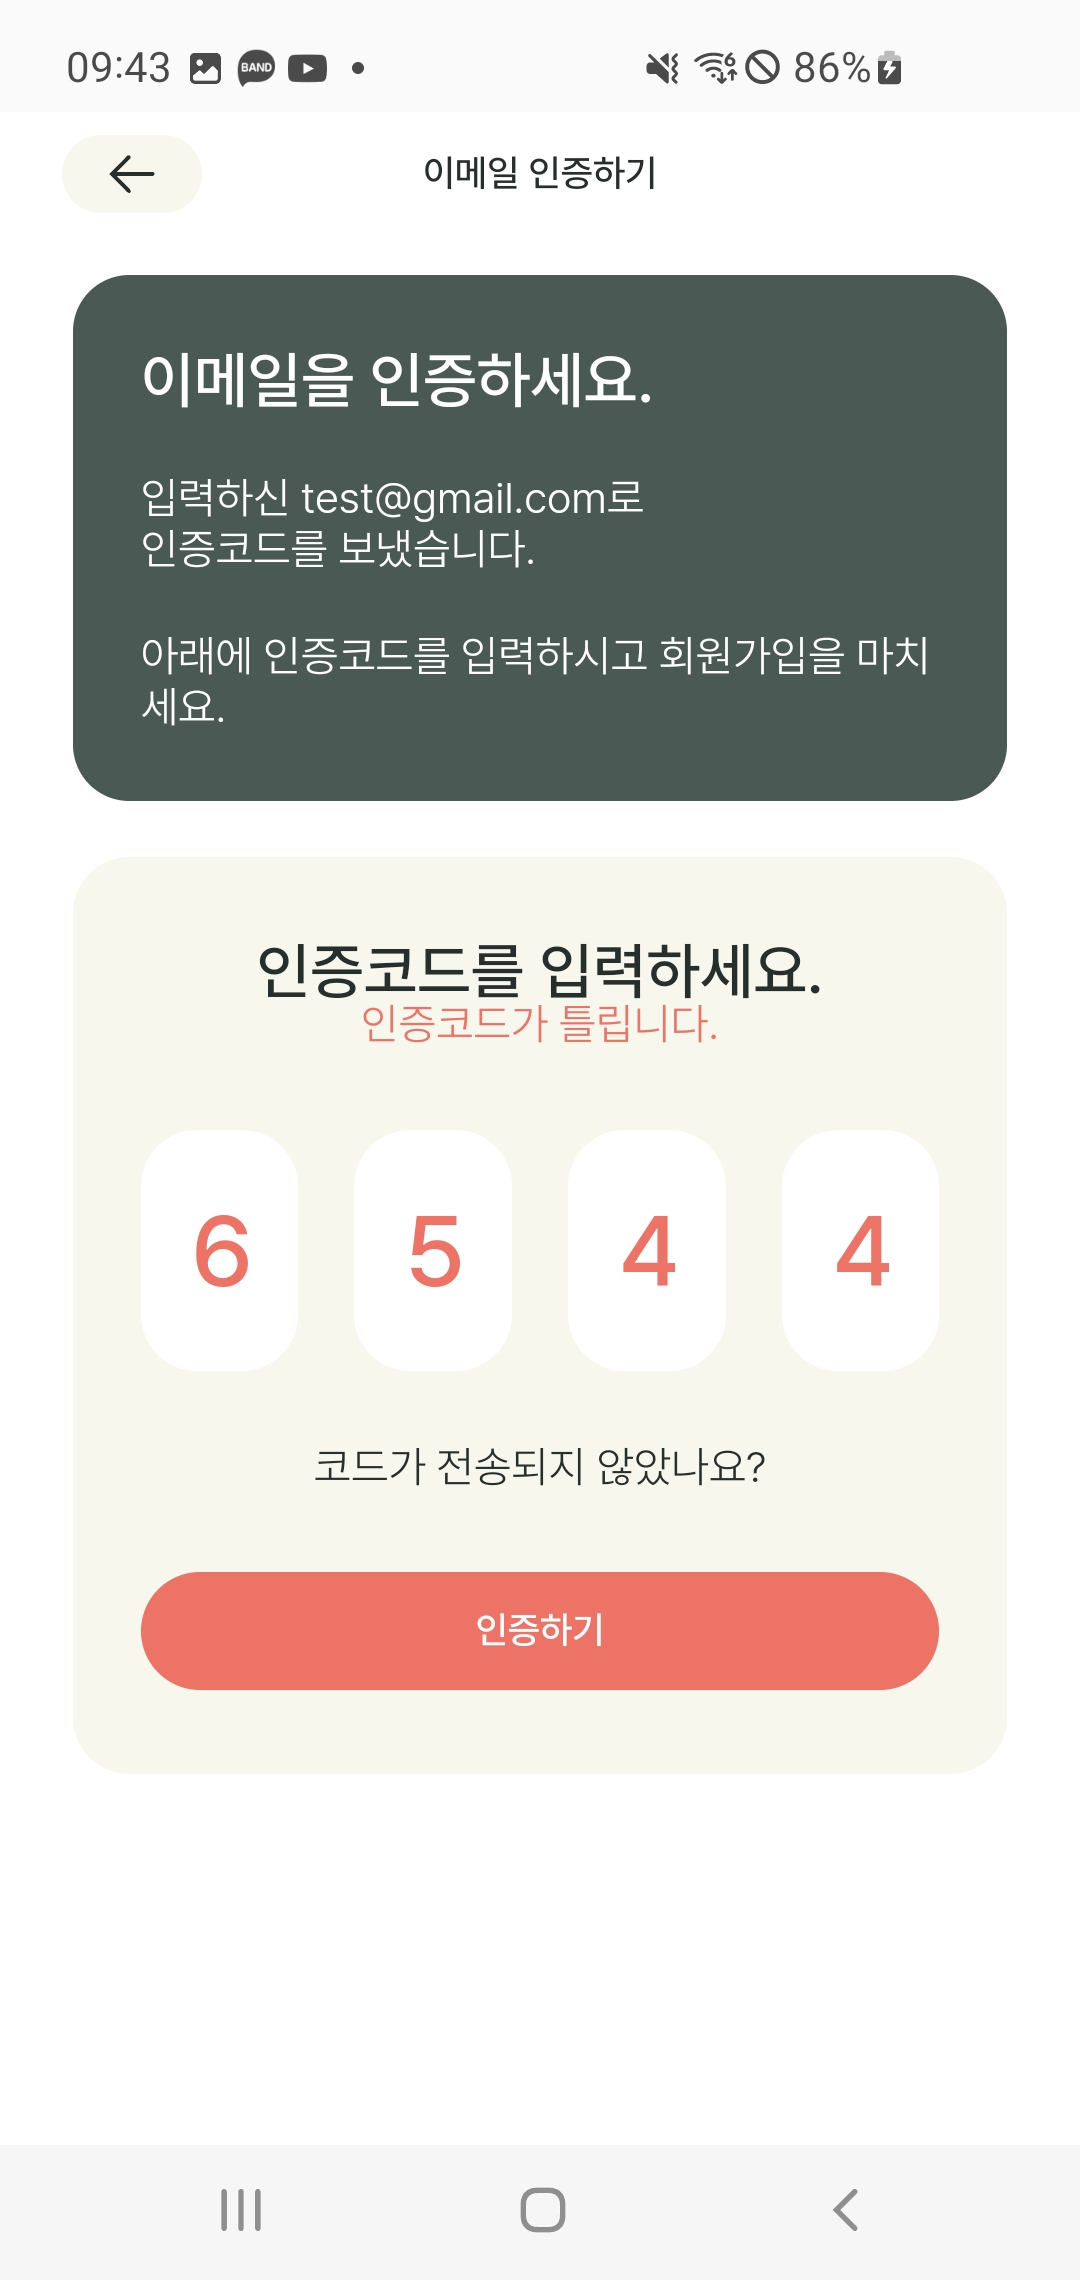 09:43 BAND 6 86%
이메일 인증하기
이메일을 인증하세요.
입력하신 test@gmail.com로
인증코드를 보냈습니다.
아래에 인증코드를 입력하시고 회원가입을 마치
세요.
인증코드를 입력하세요.
인증코드가 틀립니다.
6 5 4 4
코드가 전송되지 않았나요?
인증하기